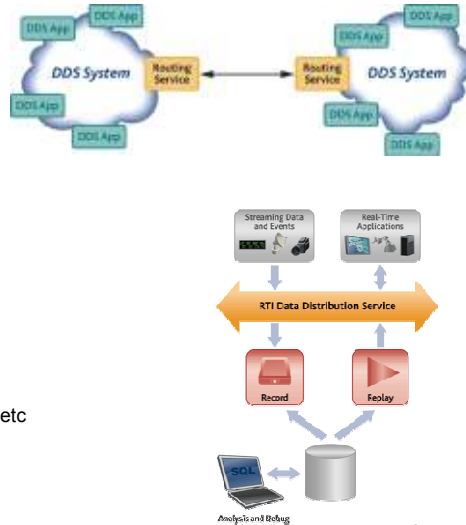 DDS App
DDS App
DDS App
DDS App
DDS System
Routing
Service
Routing
Service
DDS System
DDS App
DDS App
DDS App
DDS App
Streaming Data
and Events
Real-Time
Applications
RTI Data Distribution Service
Record
Replay
etc
SQL
Analysis and Debug